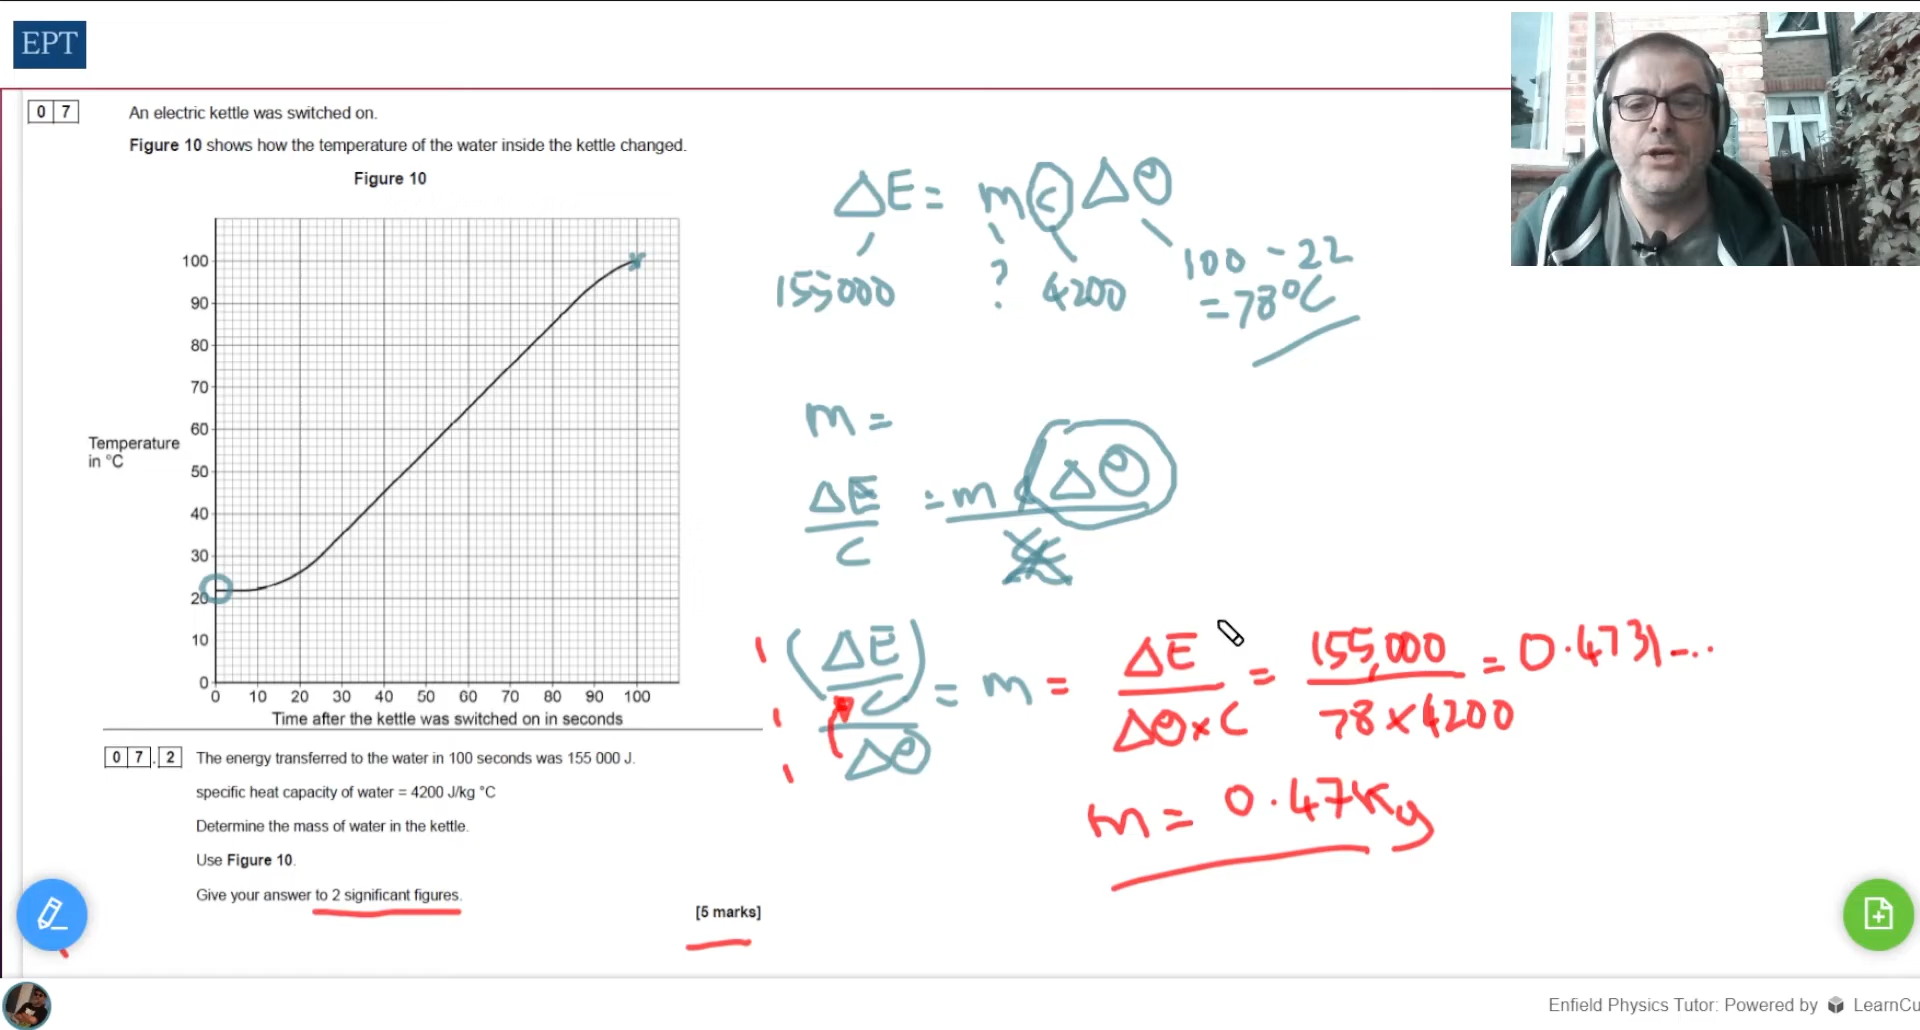 EPT
0 7 An electric kettle was switched on.
Figure 10 shows how the temperature of the water inside the kettle changed.
Figure 10
100
90
80
70
60
50
40
30
20
10
0
Temperature
in °C
0 10 20 30 40 50 60 70 80 90 100
Time after the kettle was switched on in seconds
0 7 . 2 The energy transferred to the water in 100 seconds was 155 000 J.
specific heat capacity of water = 4200 J/kg °C
Determine the mass of water in the kettle.
Use Figure 10.
Give your answer to 2 significant figures.
[5 marks]
ΔE = m c Δθ
155000 ? 4200 100 - 22
= 78°C
m =
ΔE = m Δθ
C
(ΔE / C) / Δθ = m = ΔE / Δθ × C = 155,000 / 78 × 4200 = 0.4731...
m = 0.47Kg
Enfield Physics Tutor: Powered by LearnCu